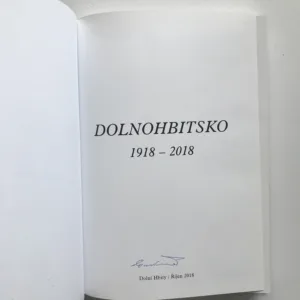 DOLNOHBITSKO
1918 – 2018
Dolní Hbity · Říjen 2018